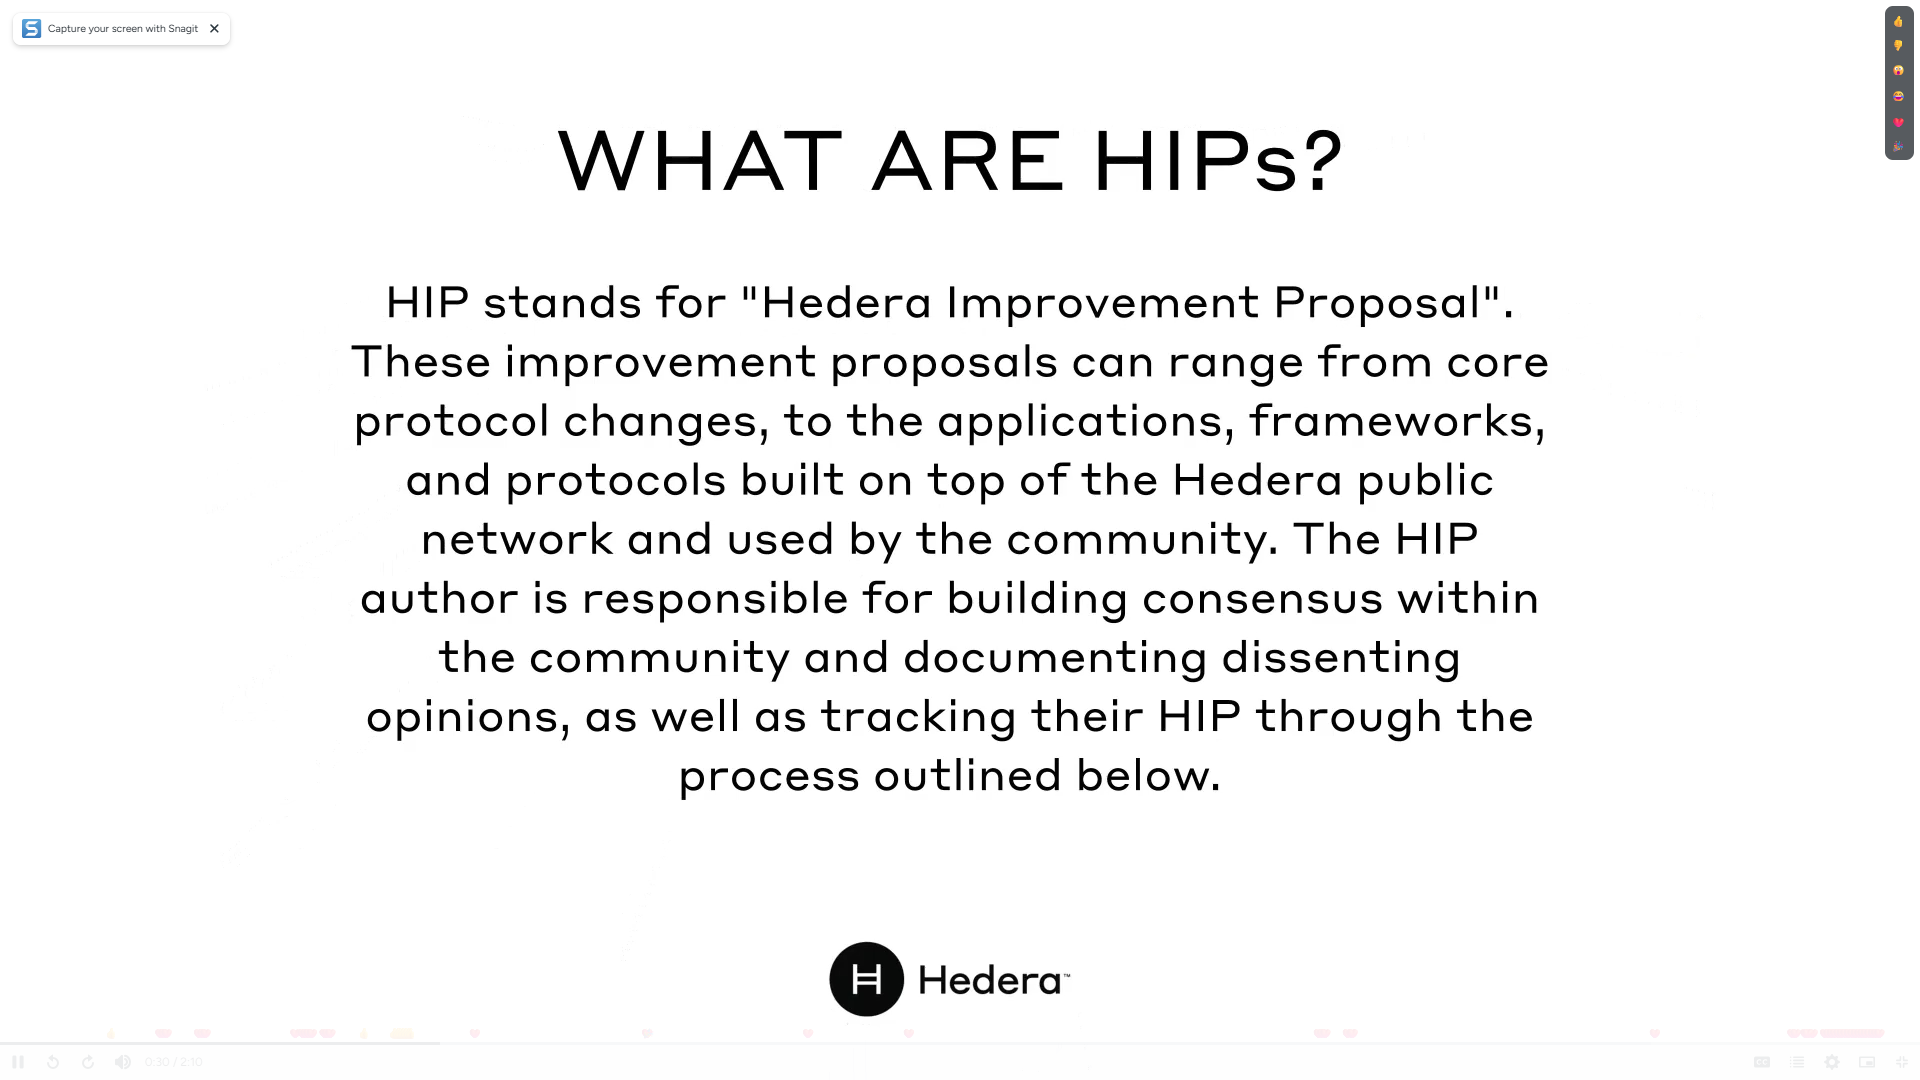 Capture your screen with Snagit
WHAT ARE HIPs?
HIP stands for "Hedera Improvement Proposal".
These improvement proposals can range from core
protocol changes, to the applications, frameworks,
and protocols built on top of the Hedera public
network and used by the community. The HIP
author is responsible for building consensus within
the community and documenting dissenting
opinions, as well as tracking their HIP through the
process outlined below.
H Hedera™
0:30 / 2:10